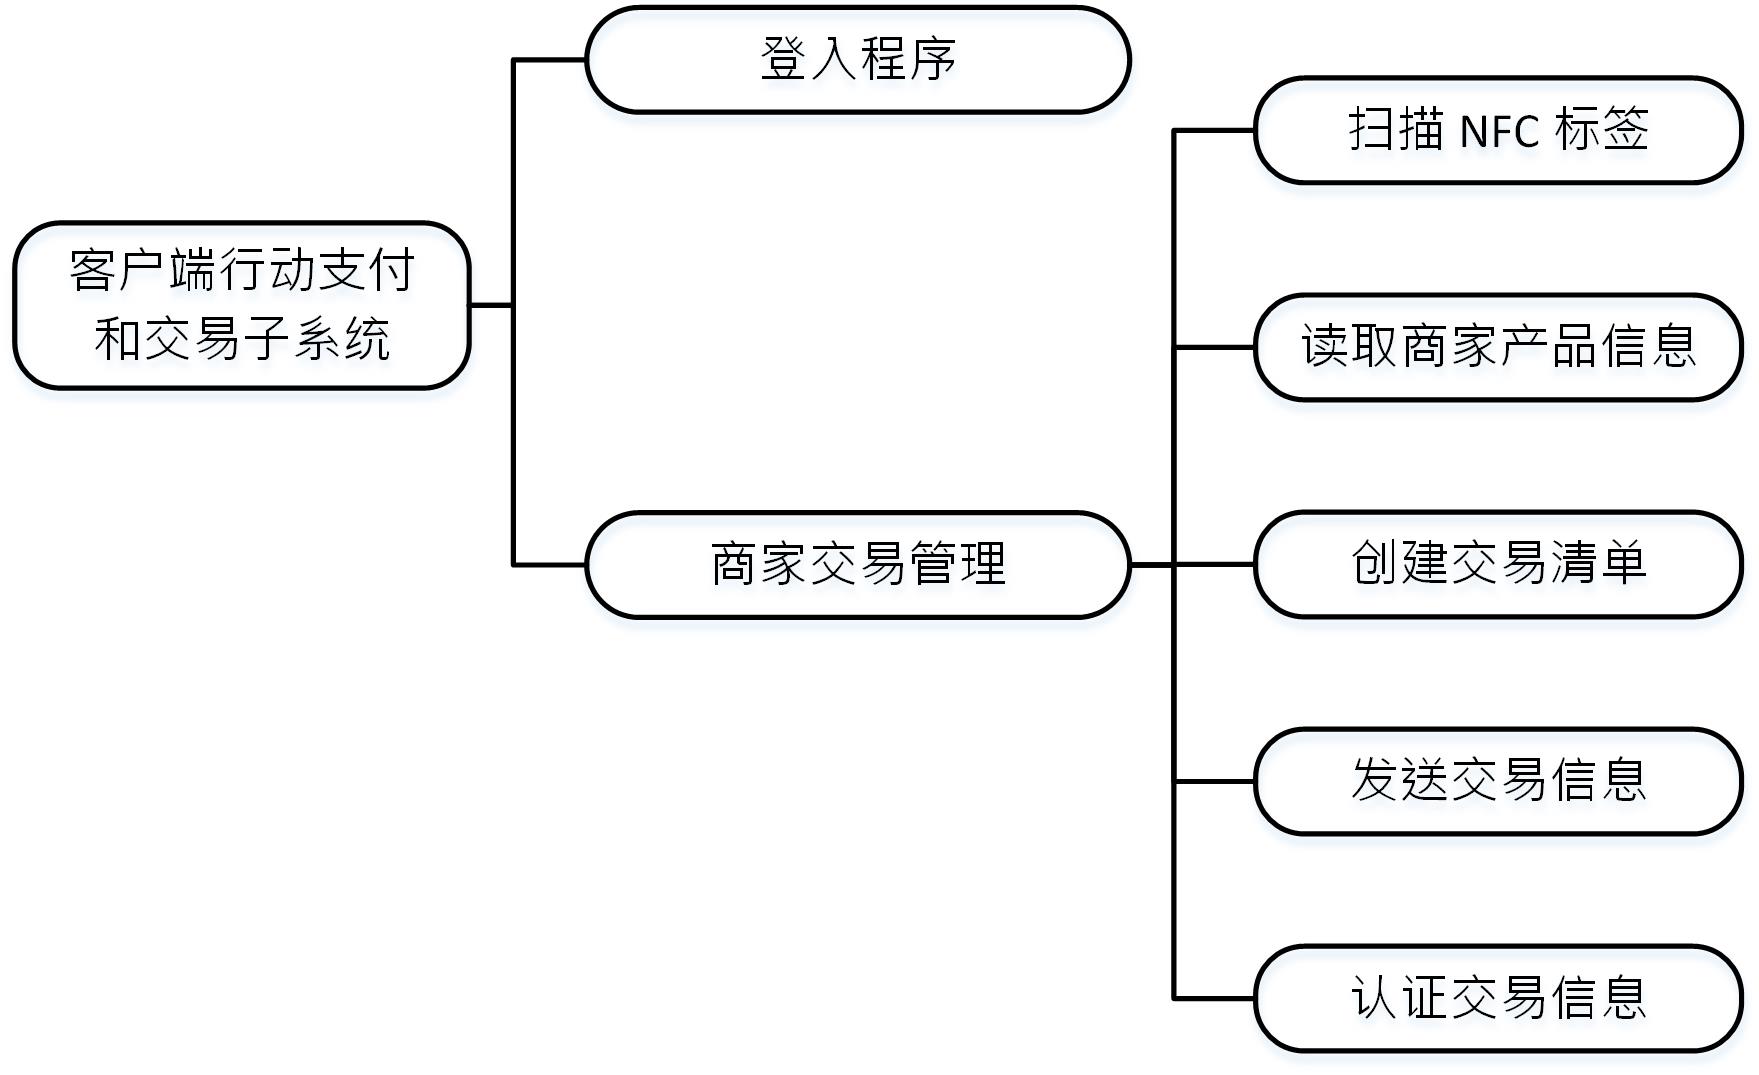 客户端行动支付
和交易子系统
登入程序
商家交易管理
扫描 NFC 标签
读取商家产品信息
创建交易清单
发送交易信息
认证交易信息